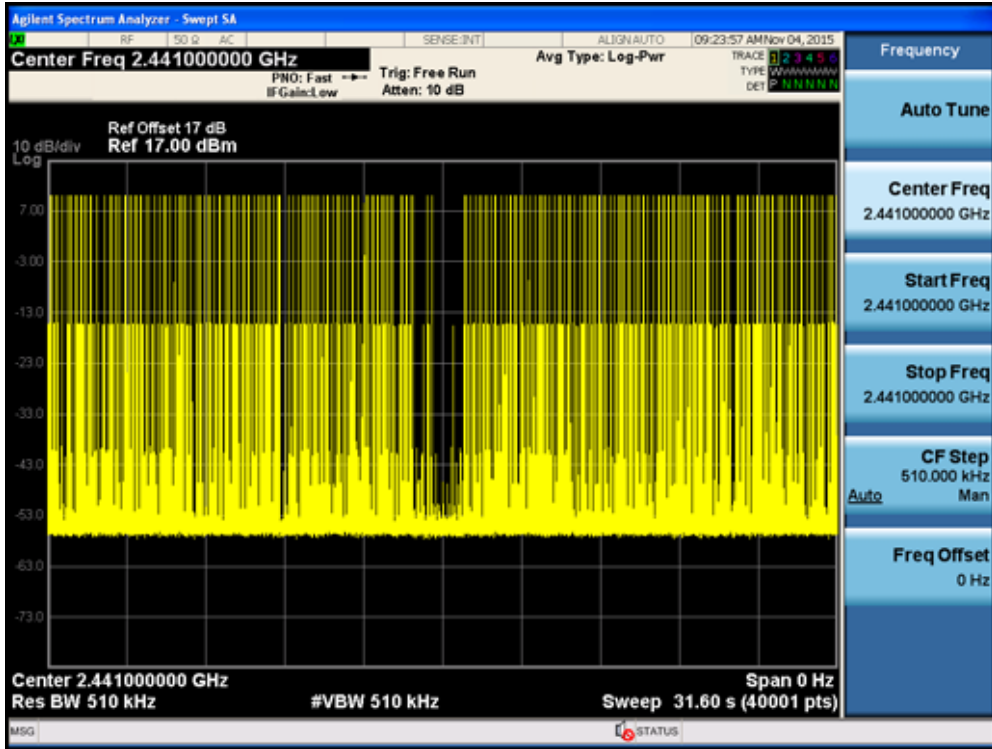 Agilent Spectrum Analyzer - Swept SA
RF 50 Ω AC SENSE:INT ALIGNAUTO 09:23:57 AMNov 04, 2015
Center Freq 2.441000000 GHz
PNO: Fast
IFGain:Low
Trig: Free Run
Atten: 10 dB
Avg Type: Log-Pwr
TRACE 1 2 3 4 5 6
TYPE WWWWWW
DET P N N N N N
Ref Offset 17 dB
10 dB/div Ref 17.00 dBm
Log
7.00
-3.00
-13.0
-23.0
-33.0
-43.0
-53.0
-63.0
-73.0
Center 2.441000000 GHz Span 0 Hz
Res BW 510 kHz #VBW 510 kHz Sweep 31.60 s (40001 pts)
MSG STATUS
Frequency
Auto Tune
Center Freq
2.441000000 GHz
Start Freq
2.441000000 GHz
Stop Freq
2.441000000 GHz
CF Step
510.000 kHz
Auto Man
Freq Offset
0 Hz